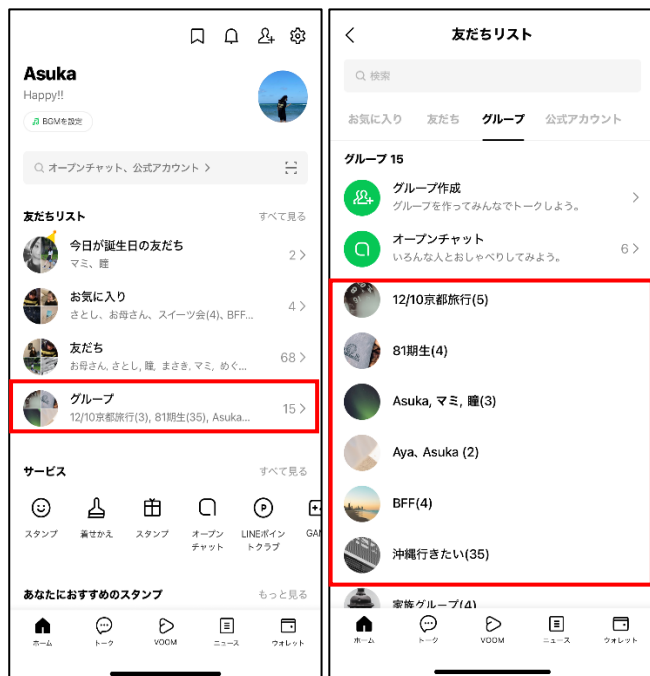 Asuka
Happy!!
BGMを設定
オープンチャット、公式アカウント
友だちリスト
すべて見る
今日が誕生日の友だち
マミ、瞳
2
お気に入り
さとし、お母さん、スイーツ会(4)、BFF...
4
友だち
お母さん, さとし, 瞳, まさき, マミ, めぐ...
68
グループ
12/10京都旅行(3), 81期生(35), Asuka...
15
サービス
すべて見る
スタンプ
着せかえ
スタンプ
オープン
チャット
LINEポイン
トクラブ
GAM
あなたにおすすめのスタンプ
もっと見る
ホーム
トーク
VOOM
ニュース
ウォレット
友だちリスト
検索
お気に入り
友だち
グループ
公式アカウント
グループ 15
グループ作成
グループを作ってみんなでトークしよう。
オープンチャット
いろんな人とおしゃべりしてみよう。
6
12/10京都旅行(5)
81期生(4)
Asuka, マミ, 瞳(3)
Aya、Asuka (2)
BFF(4)
沖縄行きたい(35)
家族グループ(4)
ホーム
トーク
VOOM
ニュース
ウォレット